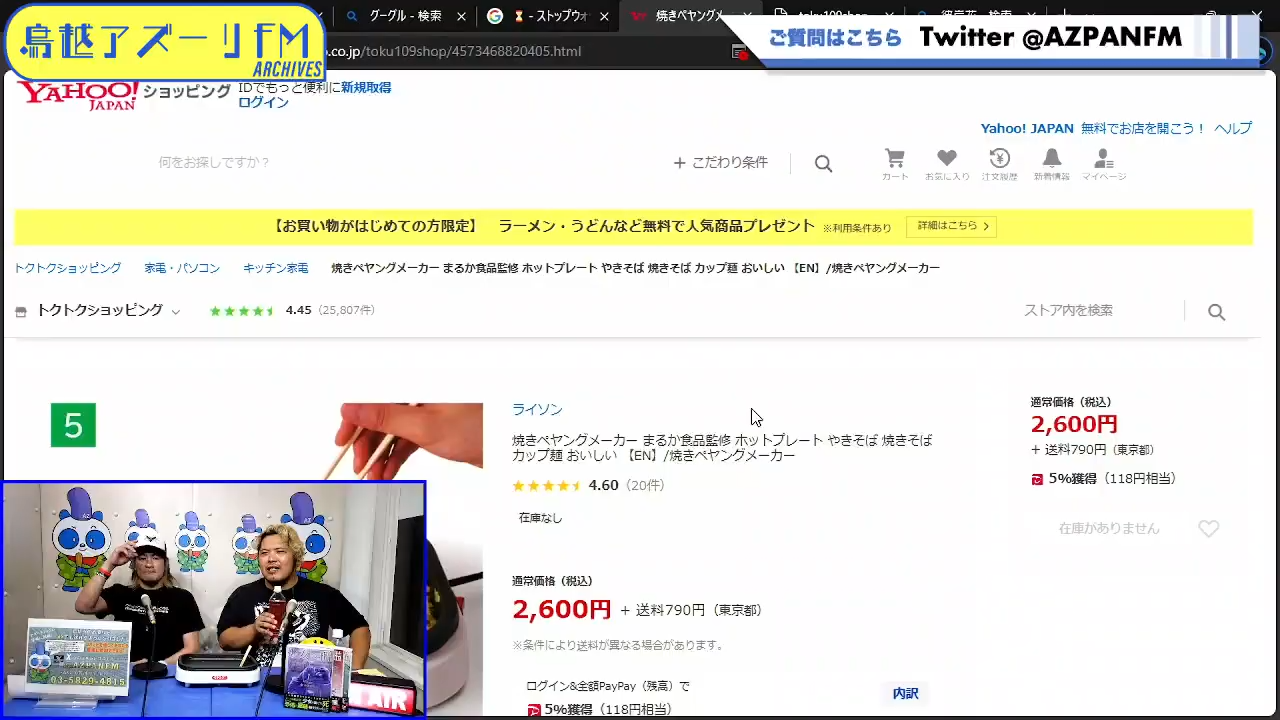 鳥越アズーリFM
ARCHIVES
グーグル - 検索
- ストップウォ
焼きペヤングメー
ご質問はこちら Twitter @AZPANFM
.co.jp/toku109shop/4573468820405.html
YAHOO! JAPAN ショッピング
IDでもっと便利に新規取得
ログイン
Yahoo! JAPAN 無料でお店を開こう！ ヘルプ
何をお探しですか？
＋ こだわり条件
カート
お気に入り
注文履歴
新着情報
マイページ
【お買い物がはじめての方限定】 ラーメン・うどんなど無料で人気商品プレゼント ※利用条件あり 詳細はこちら
トクトクショッピング 家電・パソコン キッチン家電 焼きペヤングメーカー まるか食品監修 ホットプレート やきそば 焼きそば カップ麺 おいしい 【EN】/焼きペヤングメーカー
トクトクショッピング 4.45（25,807件）
ストア内を検索
5
ライソン
焼きペヤングメーカー まるか食品監修 ホットプレート やきそば 焼きそば
カップ麺 おいしい 【EN】/焼きペヤングメーカー
4.60（20件）
在庫なし
通常価格（税込）
2,600円 + 送料790円（東京都）
※条件により送料が異なる場合があります。
ログイン&全額PayPay（残高）で
5%獲得（118円相当）
内訳
通常価格（税込）
2,600円
+ 送料790円（東京都）
5%獲得（118円相当）
在庫がありません
AZPANFM
03-5829-4815